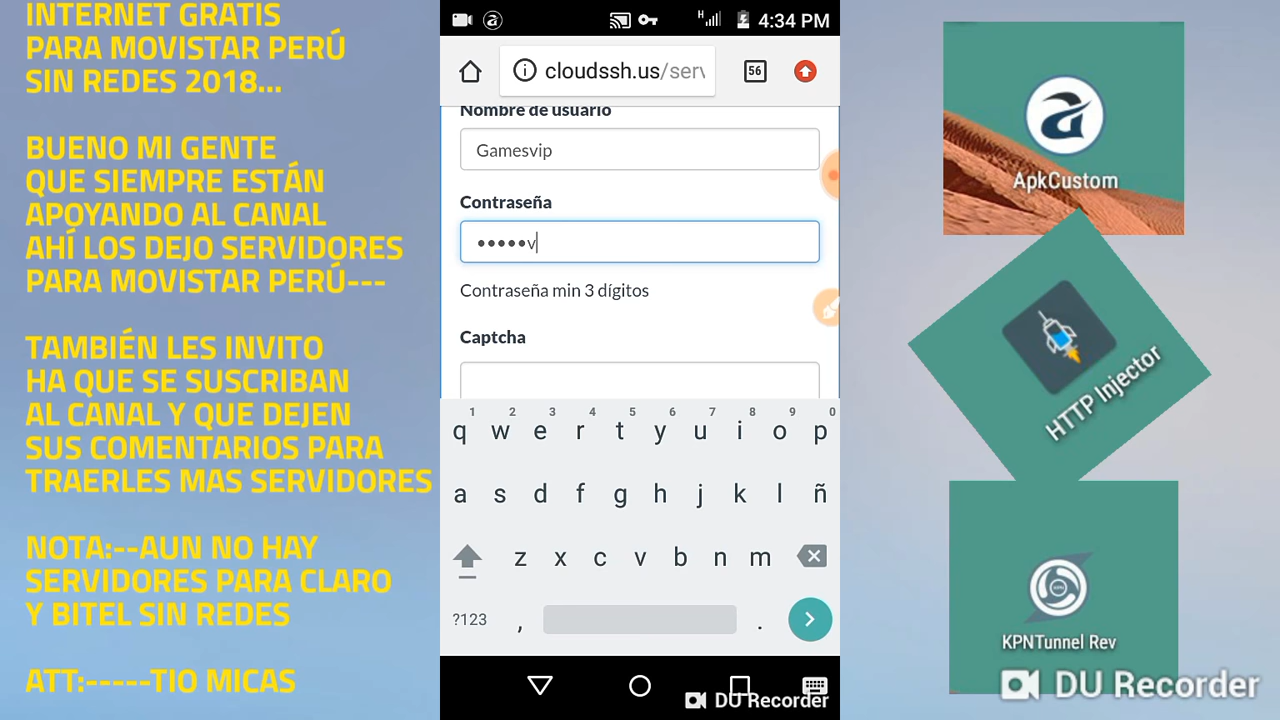 INTERNET GRATIS
PARA MOVISTAR PERÚ
SIN REDES 2018...
BUENO MI GENTE
QUE SIEMPRE ESTÁN
APOYANDO AL CANAL
AHÍ LOS DEJO SERVIDORES
PARA MOVISTAR PERÚ---
TAMBIÉN LES INVITO
HA QUE SE SUSCRIBAN
AL CANAL Y QUE DEJEN
SUS COMENTARIOS PARA
TRAERLES MAS SERVIDORES
NOTA:--AUN NO HAY
SERVIDORES PARA CLARO
Y BITEL SIN REDES
ATT:-----TIO MICAS
H 4:34 PM
cloudssh.us/serv
56
Nombre de usuario
Gamesvip
Contraseña
•••••v
Contraseña min 3 dígitos
Captcha
1 2 3 4 5 6 7 8 9 0
q w e r t y u i o p
a s d f g h j k l ñ
z x c v b n m
?123 , .
DU Recorder
ApkCustom
HTTP Injector
KPN
KPNTunnel Rev
DU Recorder